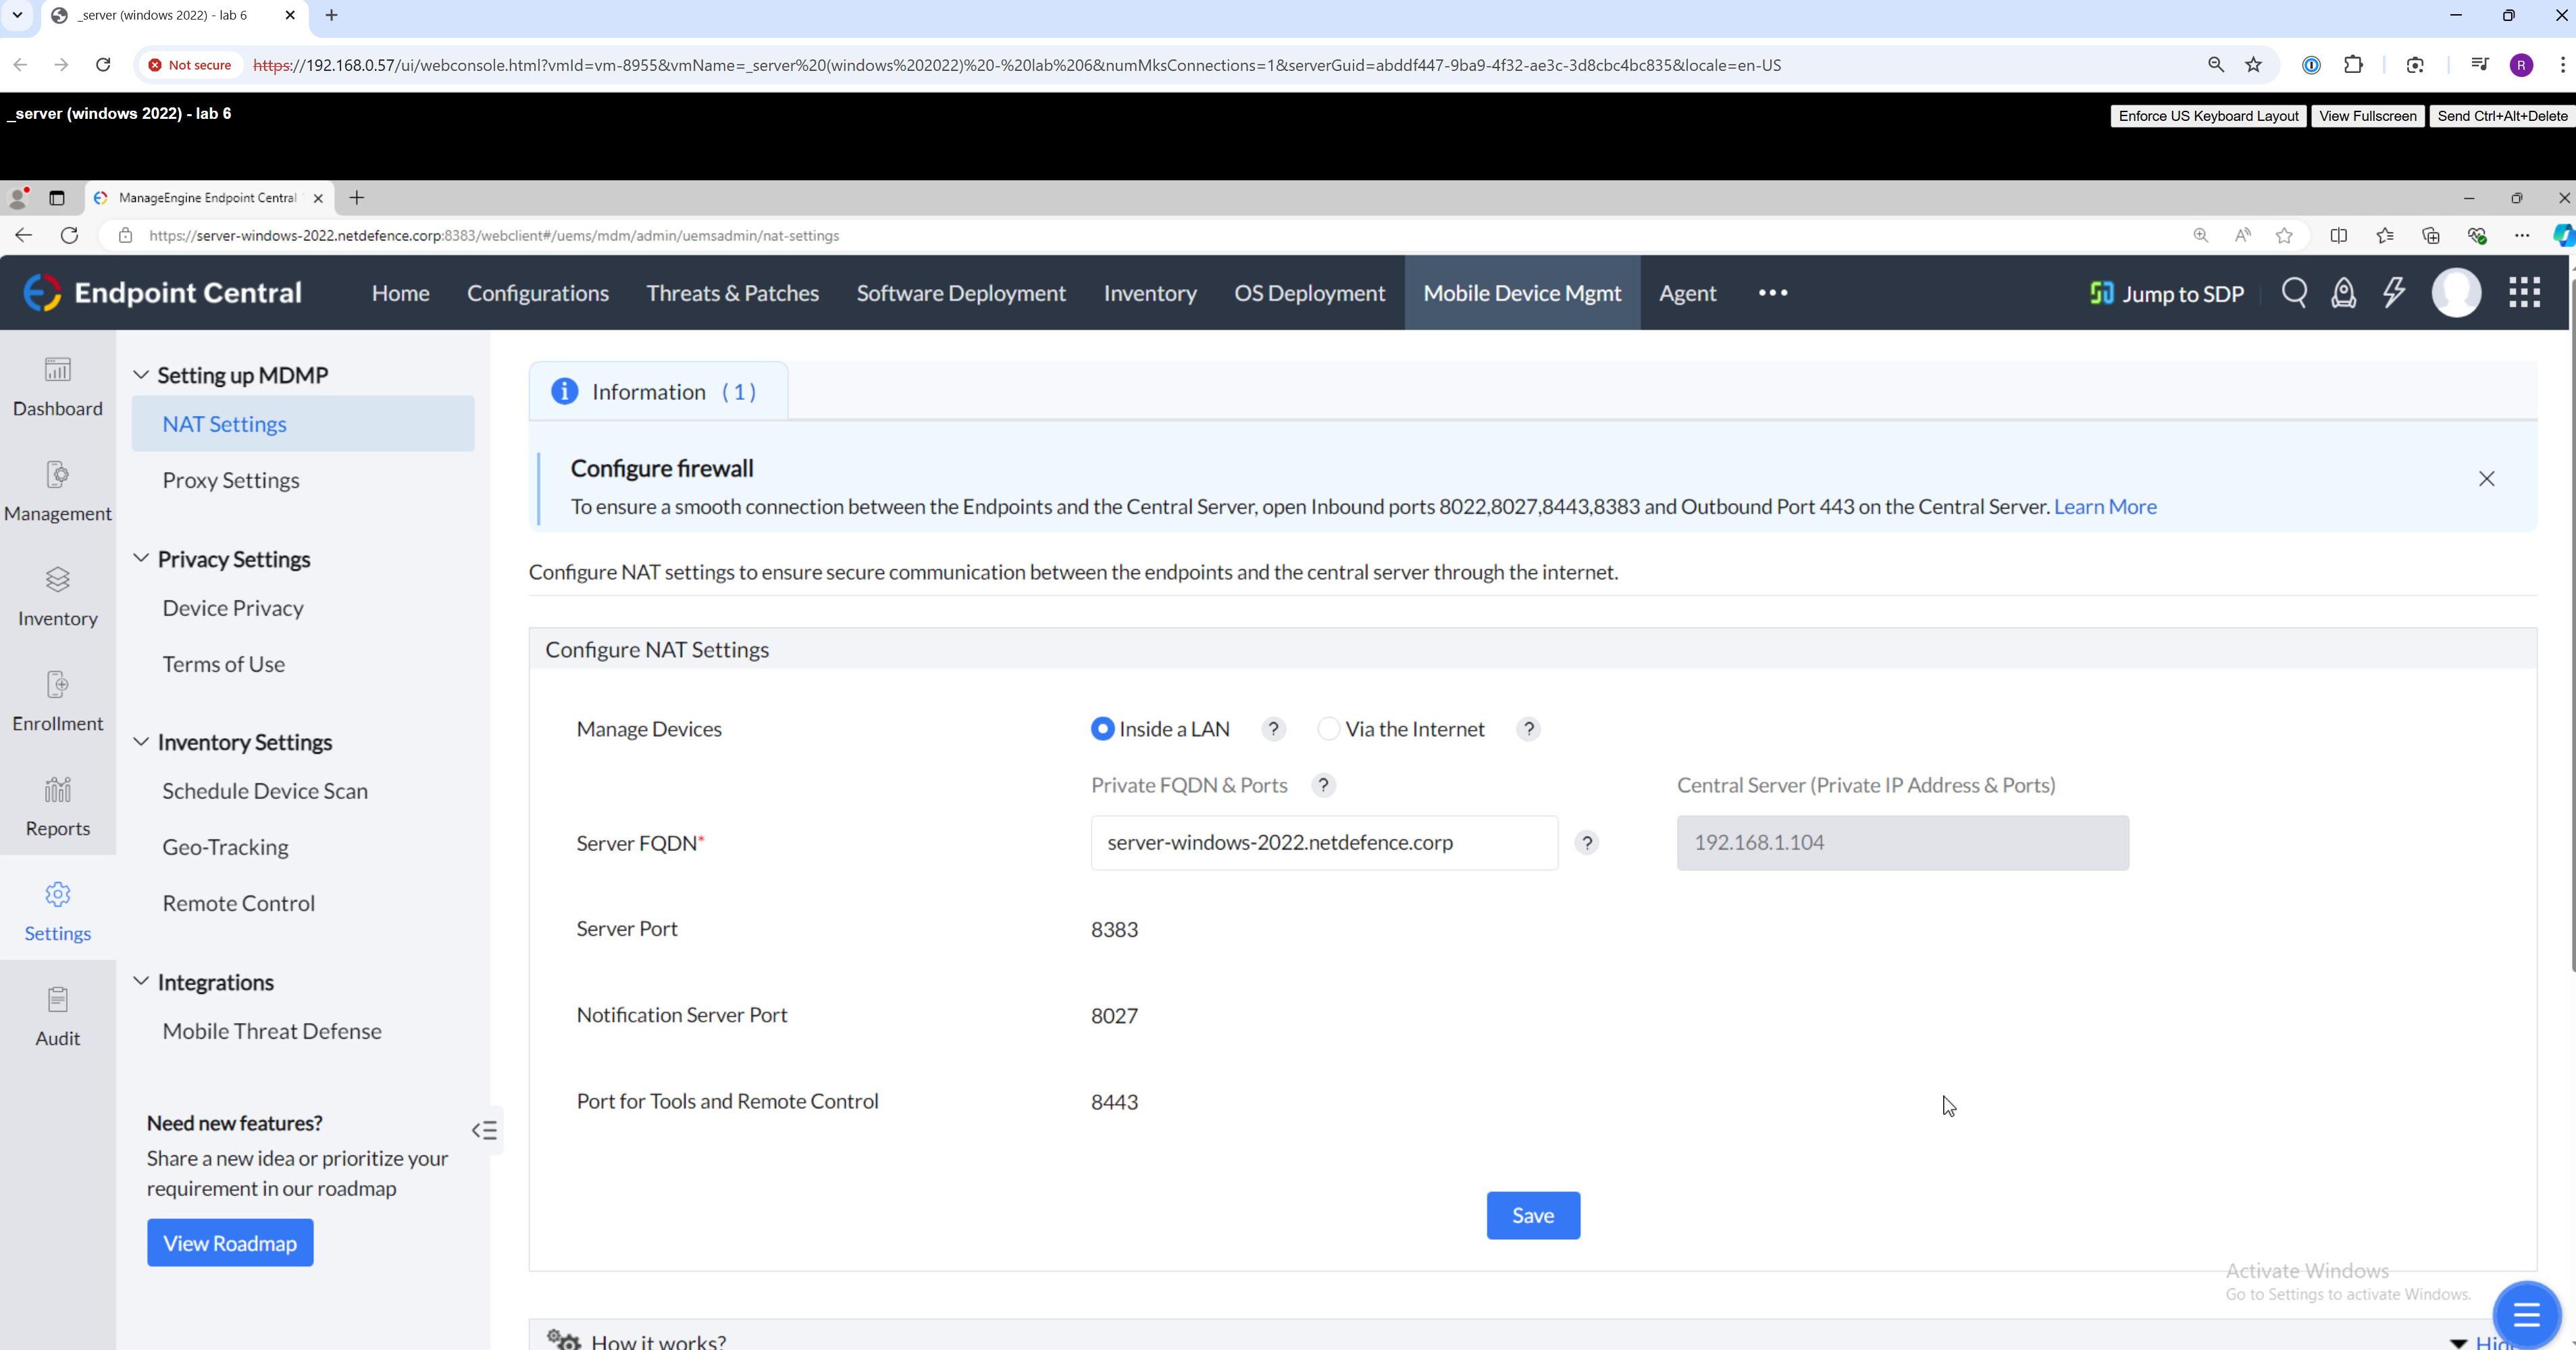 _server (windows 2022) - lab 6
Not secure https://192.168.0.57/ui/webconsole.html?vmId=vm-8955&vmName=_server%20(windows%202022)%20-%20lab%206&numMksConnections=1&serverGuid=abddf447-9ba9-4f32-ae3c-3d8cbc4bc835&locale=en-US
R
_server (windows 2022) - lab 6
Enforce US Keyboard Layout View Fullscreen Send Ctrl+Alt+Delete
ManageEngine Endpoint Central
https://server-windows-2022.netdefence.corp:8383/webclient#/uems/mdm/admin/uemsadmin/nat-settings
Endpoint Central Home Configurations Threats & Patches Software Deployment Inventory OS Deployment Mobile Device Mgmt Agent ••• Jump to SDP
Dashboard
Management
Inventory
Enrollment
Reports
Settings
Audit
Setting up MDMP
NAT Settings
Proxy Settings
Privacy Settings
Device Privacy
Terms of Use
Inventory Settings
Schedule Device Scan
Geo-Tracking
Remote Control
Integrations
Mobile Threat Defense
Need new features?
Share a new idea or prioritize your
requirement in our roadmap
View Roadmap
Information ( 1 )
Configure firewall
To ensure a smooth connection between the Endpoints and the Central Server, open Inbound ports 8022,8027,8443,8383 and Outbound Port 443 on the Central Server. Learn More
Configure NAT settings to ensure secure communication between the endpoints and the central server through the internet.
Configure NAT Settings
Manage Devices Inside a LAN ? Via the Internet ?
Private FQDN & Ports ? Central Server (Private IP Address & Ports)
Server FQDN* server-windows-2022.netdefence.corp ? 192.168.1.104
Server Port 8383
Notification Server Port 8027
Port for Tools and Remote Control 8443
Save
Activate Windows
Go to Settings to activate Windows.
How it works?